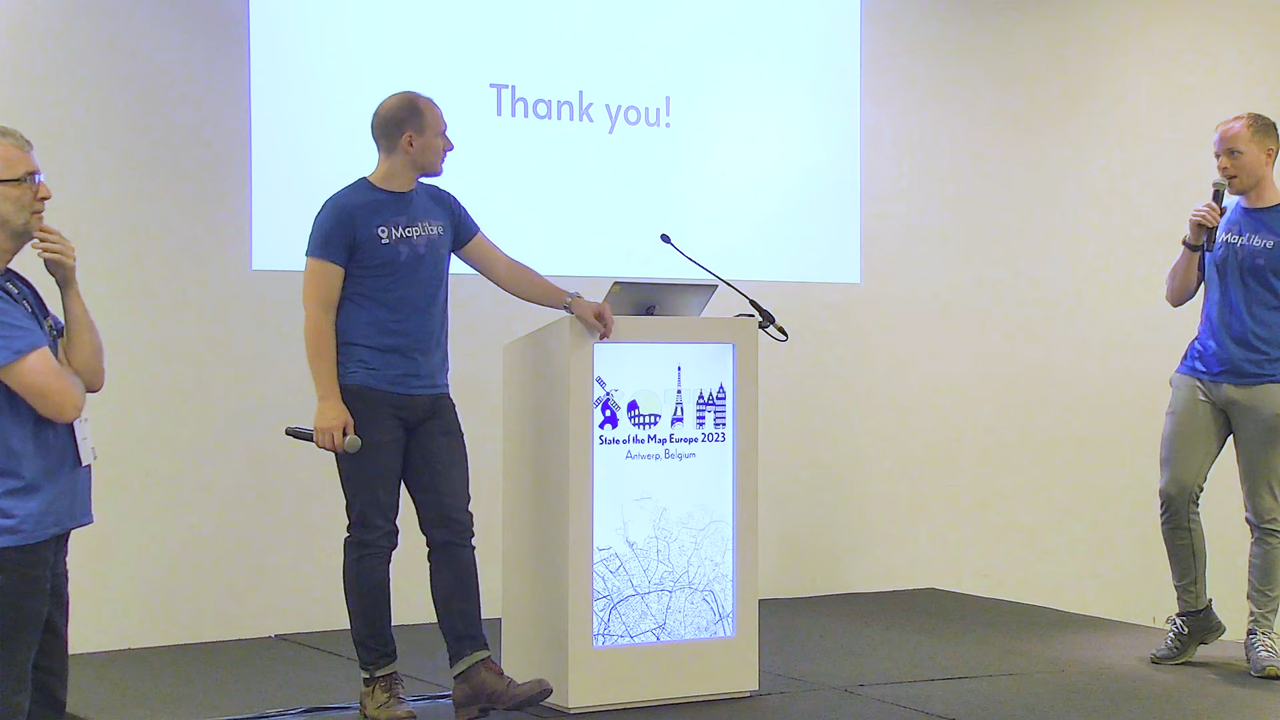 Thank you!
MapLibre
MapLibre
State of the Map Europe 2023
Antwerp, Belgium